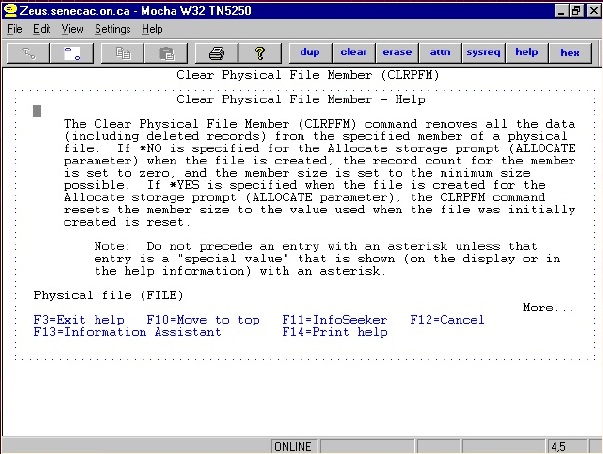 Zeus.senecac.on.ca - Mocha W32 TN5250
File Edit View Settings Help
dup clear erase attn sysreq help hex
Clear Physical File Member (CLRPFM)
Clear Physical File Member - Help
The Clear Physical File Member (CLRPFM) command removes all the data
(including deleted records) from the specified member of a physical
file. If *NO is specified for the Allocate storage prompt (ALLOCATE
parameter) when the file is created, the record count for the member
is set to zero, and the member size is set to the minimum size
possible. If *YES is specified when the file is created for the
Allocate storage prompt (ALLOCATE parameter), the CLRPFM command
resets the member size to the value used when the file was initially
created is reset.
Note: Do not precede an entry with an asterisk unless that
entry is a "special value" that is shown (on the display or in
the help information) with an asterisk.
Physical file (FILE)
More...
F3=Exit help F10=Move to top F11=InfoSeeker F12=Cancel
F13=Information Assistant F14=Print help
ONLINE 4,5